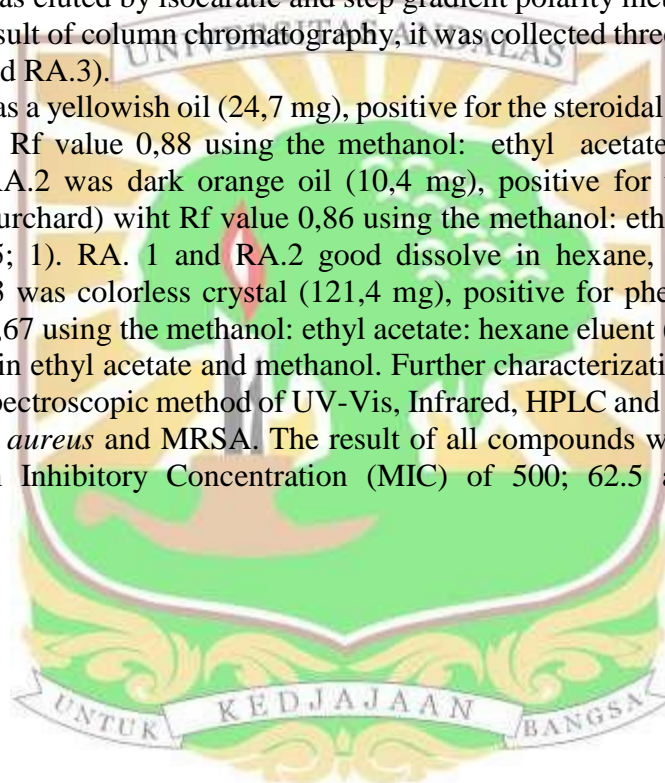 as eluted by isocaratic and step gradient polarity me
sult of column chromatography, it was collected three
UNIVERSITAS ANDALAS
d RA.3).
as a yellowish oil (24,7 mg), positive for the steroidal
Rf value 0,88 using the methanol: ethyl acetate
RA.2 was dark orange oil (10,4 mg), positive for
urchard) wiht Rf value 0,86 using the methanol: eth
5; 1). RA. 1 and RA.2 good dissolve in hexane,
3 was colorless crystal (121,4 mg), positive for phe
,67 using the methanol: ethyl acetate: hexane eluent
in ethyl acetate and methanol. Further characterizati
pectroscopic method of UV-Vis, Infrared, HPLC and
aureus and MRSA. The result of all compounds w
Inhibitory Concentration (MIC) of 500; 62.5 a
UNTUK KEDJAJAAN BANGSA